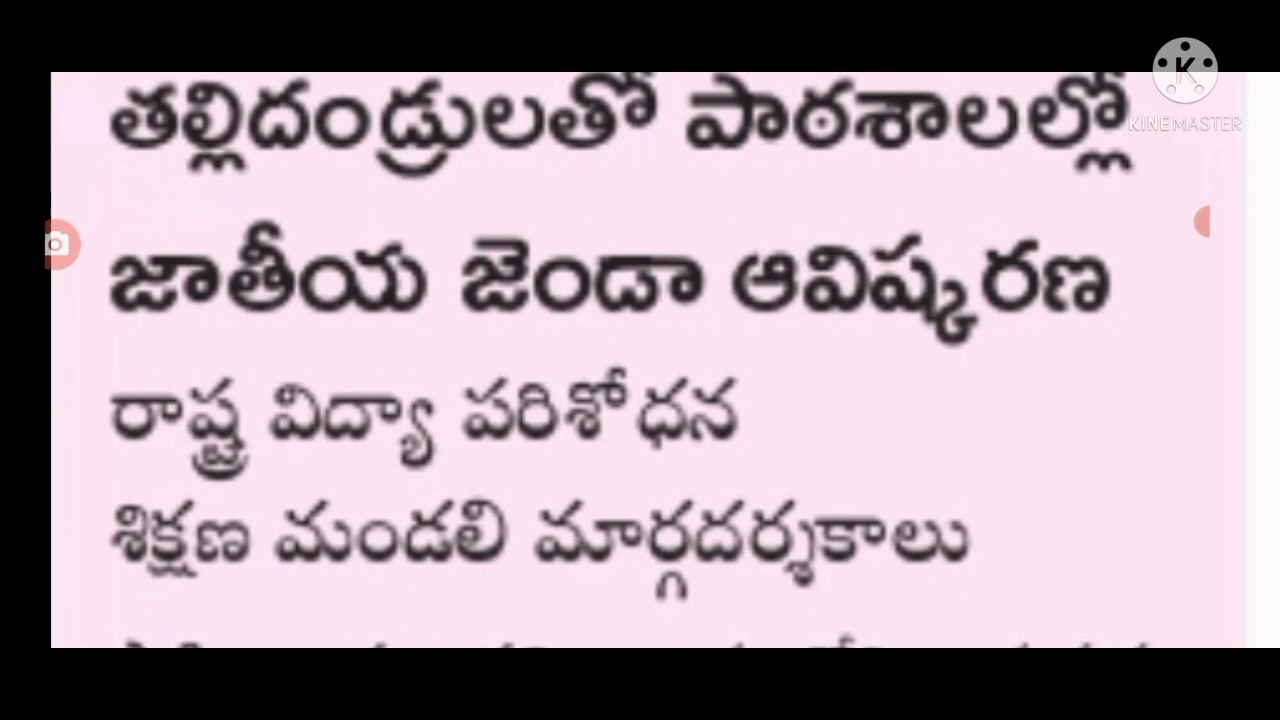 తల్లిదండ్రులతో పాఠశాలల్లో
KINEMASTER
జాతీయ జెండా ఆవిష్కరణ
రాష్ట్ర విద్యా పరిశోధన
శిక్షణ మండలి మార్గదర్శకాలు